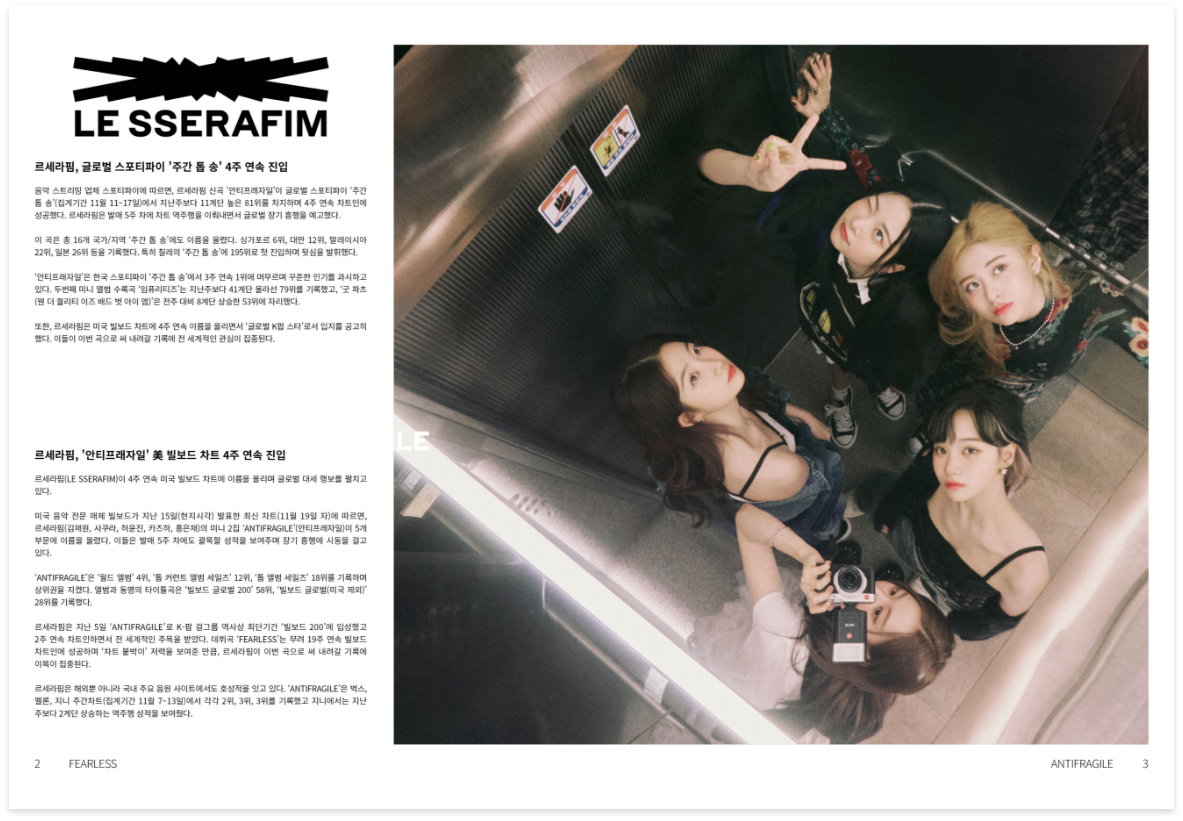 LE SSERAFIM
르세라핌, 글로벌 스포티파이 '주간 톱 송' 4주 연속 진입
음악 스트리밍 업체 스포티파이에 따르면, 르세라핌 신곡 '안티프래자일'이 글로벌 스포티파이 '주간
톱 송'(집계기간 11월 11~17일)에서 지난주보다 11계단 높은 81위를 차지하며 4주 연속 차트인에
성공했다. 르세라핌은 발매 5주 차에 차트 역주행을 이뤄내면서 글로벌 장기 흥행을 예고했다.
이 곡은 총 16개 국가/지역 '주간 톱 송'에도 이름을 올렸다. 싱가포르 6위, 대만 12위, 말레이시아
22위, 일본 26위 등을 기록했다. 특히 칠레의 '주간 톱 송'에 195위로 첫 진입하며 뒷심을 발휘했다.
'안티프래자일'은 한국 스포티파이 '주간 톱 송'에서 3주 연속 1위에 머무르며 꾸준한 인기를 과시하고
있다. 두번째 미니 앨범 수록곡 '임퓨리티즈'는 지난주보다 41계단 올라선 79위를 기록했고, '굿 파츠
(웬 더 퀄리티 이즈 배드 벗 아이 엠)'은 전주 대비 8계단 상승한 53위에 자리했다.
또한, 르세라핌은 미국 빌보드 차트에 4주 연속 이름을 올리면서 '글로벌 K팝 스타'로서 입지를 공고히
했다. 이들이 이번 곡으로 써 내려갈 기록에 전 세계적인 관심이 집중된다.
르세라핌, '안티프래자일' 美 빌보드 차트 4주 연속 진입
르세라핌(LE SSERAFIM)이 4주 연속 미국 빌보드 차트에 이름을 올리며 글로벌 대세 행보를 펼치고
있다.
미국 음악 전문 매체 빌보드가 지난 15일(현지시각) 발표한 최신 차트(11월 19일 자)에 따르면,
르세라핌(김채원, 사쿠라, 허윤진, 카즈하, 홍은채)의 미니 2집 'ANTIFRAGILE'(안티프래자일)이 5개
부문에 이름을 올렸다. 이들은 발매 5주 차에도 괄목할 성적을 보여주며 장기 흥행에 시동을 걸고
있다.
'ANTIFRAGILE'은 '월드 앨범' 4위, '톱 커런트 앨범 세일즈' 12위, '톱 앨범 세일즈' 18위를 기록하며
상위권을 지켰다. 앨범과 동명의 타이틀곡은 '빌보드 글로벌 200' 58위, '빌보드 글로벌(미국 제외)'
28위를 기록했다.
르세라핌은 지난 5일 'ANTIFRAGILE'로 K-팝 걸그룹 역사상 최단기간 '빌보드 200'에 입성했고
2주 연속 차트인하면서 전 세계적인 주목을 받았다. 데뷔곡 'FEARLESS'는 무려 19주 연속 빌보드
차트인에 성공하며 '차트 붙박이' 저력을 보여준 만큼, 르세라핌이 이번 곡으로 써 내려갈 기록에
이목이 집중된다.
르세라핌은 해외뿐 아니라 국내 주요 음원 사이트에서도 호성적을 잇고 있다. 'ANTIFRAGILE'은 벅스,
멜론, 지니 주간차트(집계기간 11월 7~13일)에서 각각 2위, 3위, 3위를 기록했고 지니에서는 지난
주보다 2계단 상승하는 역주행 성적을 보여줬다.
LE
2 FEARLESS
ANTIFRAGILE 3